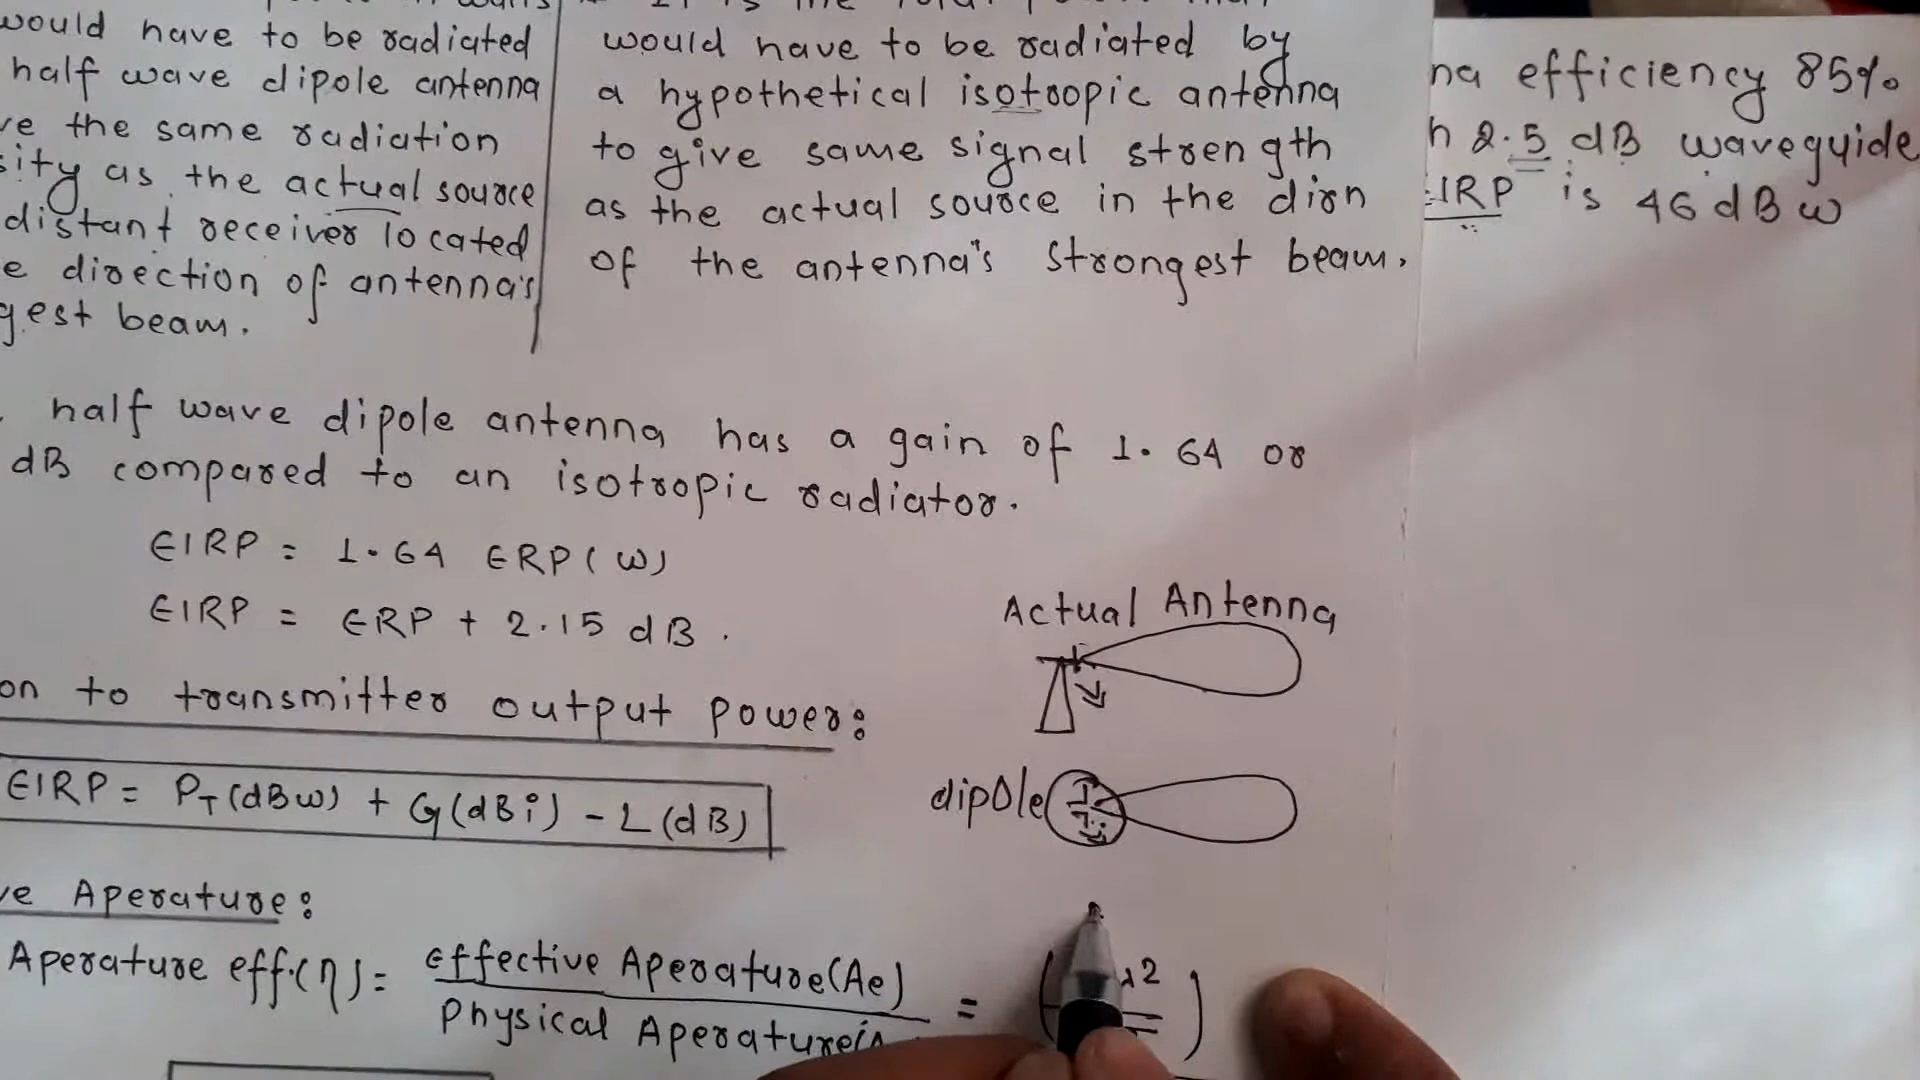 would have to be radiated
half wave dipole antenna
the same radiation
as the actual source
distant receiver located
direction of antenna's
beam.
would have to be radiated by
a hypothetical isotropic antenna
to give same signal strength
as the actual source in the dirn
of the antenna's strongest beam.
efficiency 85%
2.5 dB waveguide
EIRP is 46 dBw
half wave dipole antenna has a gain of 1.64 or
dB compared to an isotropic radiator.
EIRP = 1.64 ERP (W)
EIRP = ERP + 2.15 dB.
to transmitter output power:
EIRP = PT (dBw) + G (dBi) - L (dB)
Actual Antenna
dipole
Aperature:
Aperature eff.(η) = Effective Aperature (Ae) =
Physical Aperature